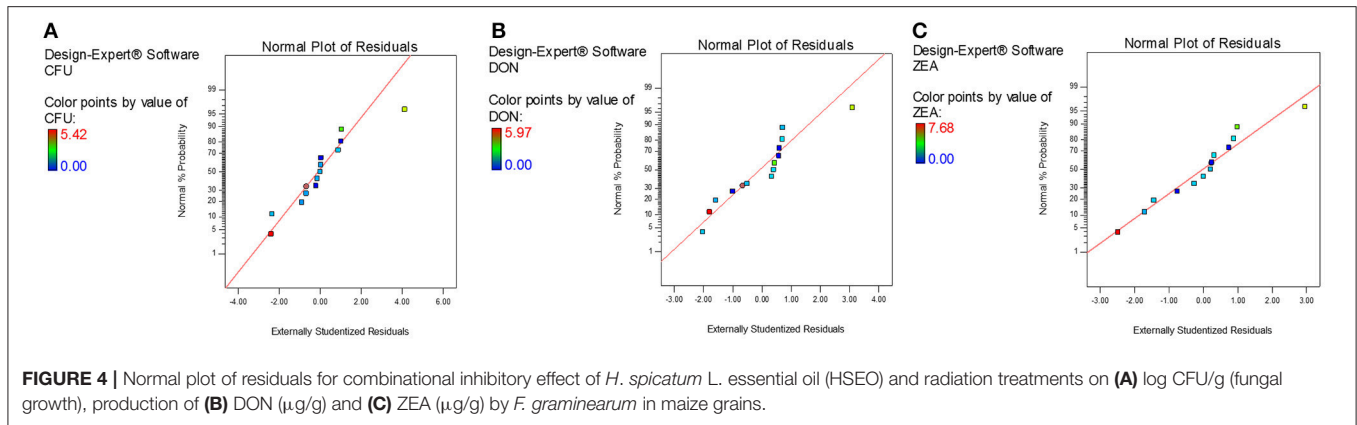 A
Design-Expert® Software
CFU
Color points by value of
CFU:
5.42
0.00
Normal Plot of Residuals
Normal % Probability
99
95
90
80
70
50
30
20
10
5
1
-4.00 -2.00 0.00 2.00 4.00 6.00
Externally Studentized Residuals
B
Design-Expert® Software
DON
Color points by value of
DON:
5.97
0.00
Normal Plot of Residuals
Normal % Probability
99
95
90
80
70
50
30
20
10
5
1
-3.00 -2.00 -1.00 0.00 1.00 2.00 3.00 4.00
Externally Studentized Residuals
C
Design-Expert® Software
ZEA
Color points by value of
ZEA:
7.68
0.00
Normal Plot of Residuals
Normal % Probability
99
95
90
80
70
50
30
20
10
5
1
-3.00 -2.00 -1.00 0.00 1.00 2.00 3.00
Externally Studentized Residuals
FIGURE 4 | Normal plot of residuals for combinational inhibitory effect of H. spicatum L. essential oil (HSEO) and radiation treatments on (A) log CFU/g (fungal
growth), production of (B) DON (μg/g) and (C) ZEA (μg/g) by F. graminearum in maize grains.